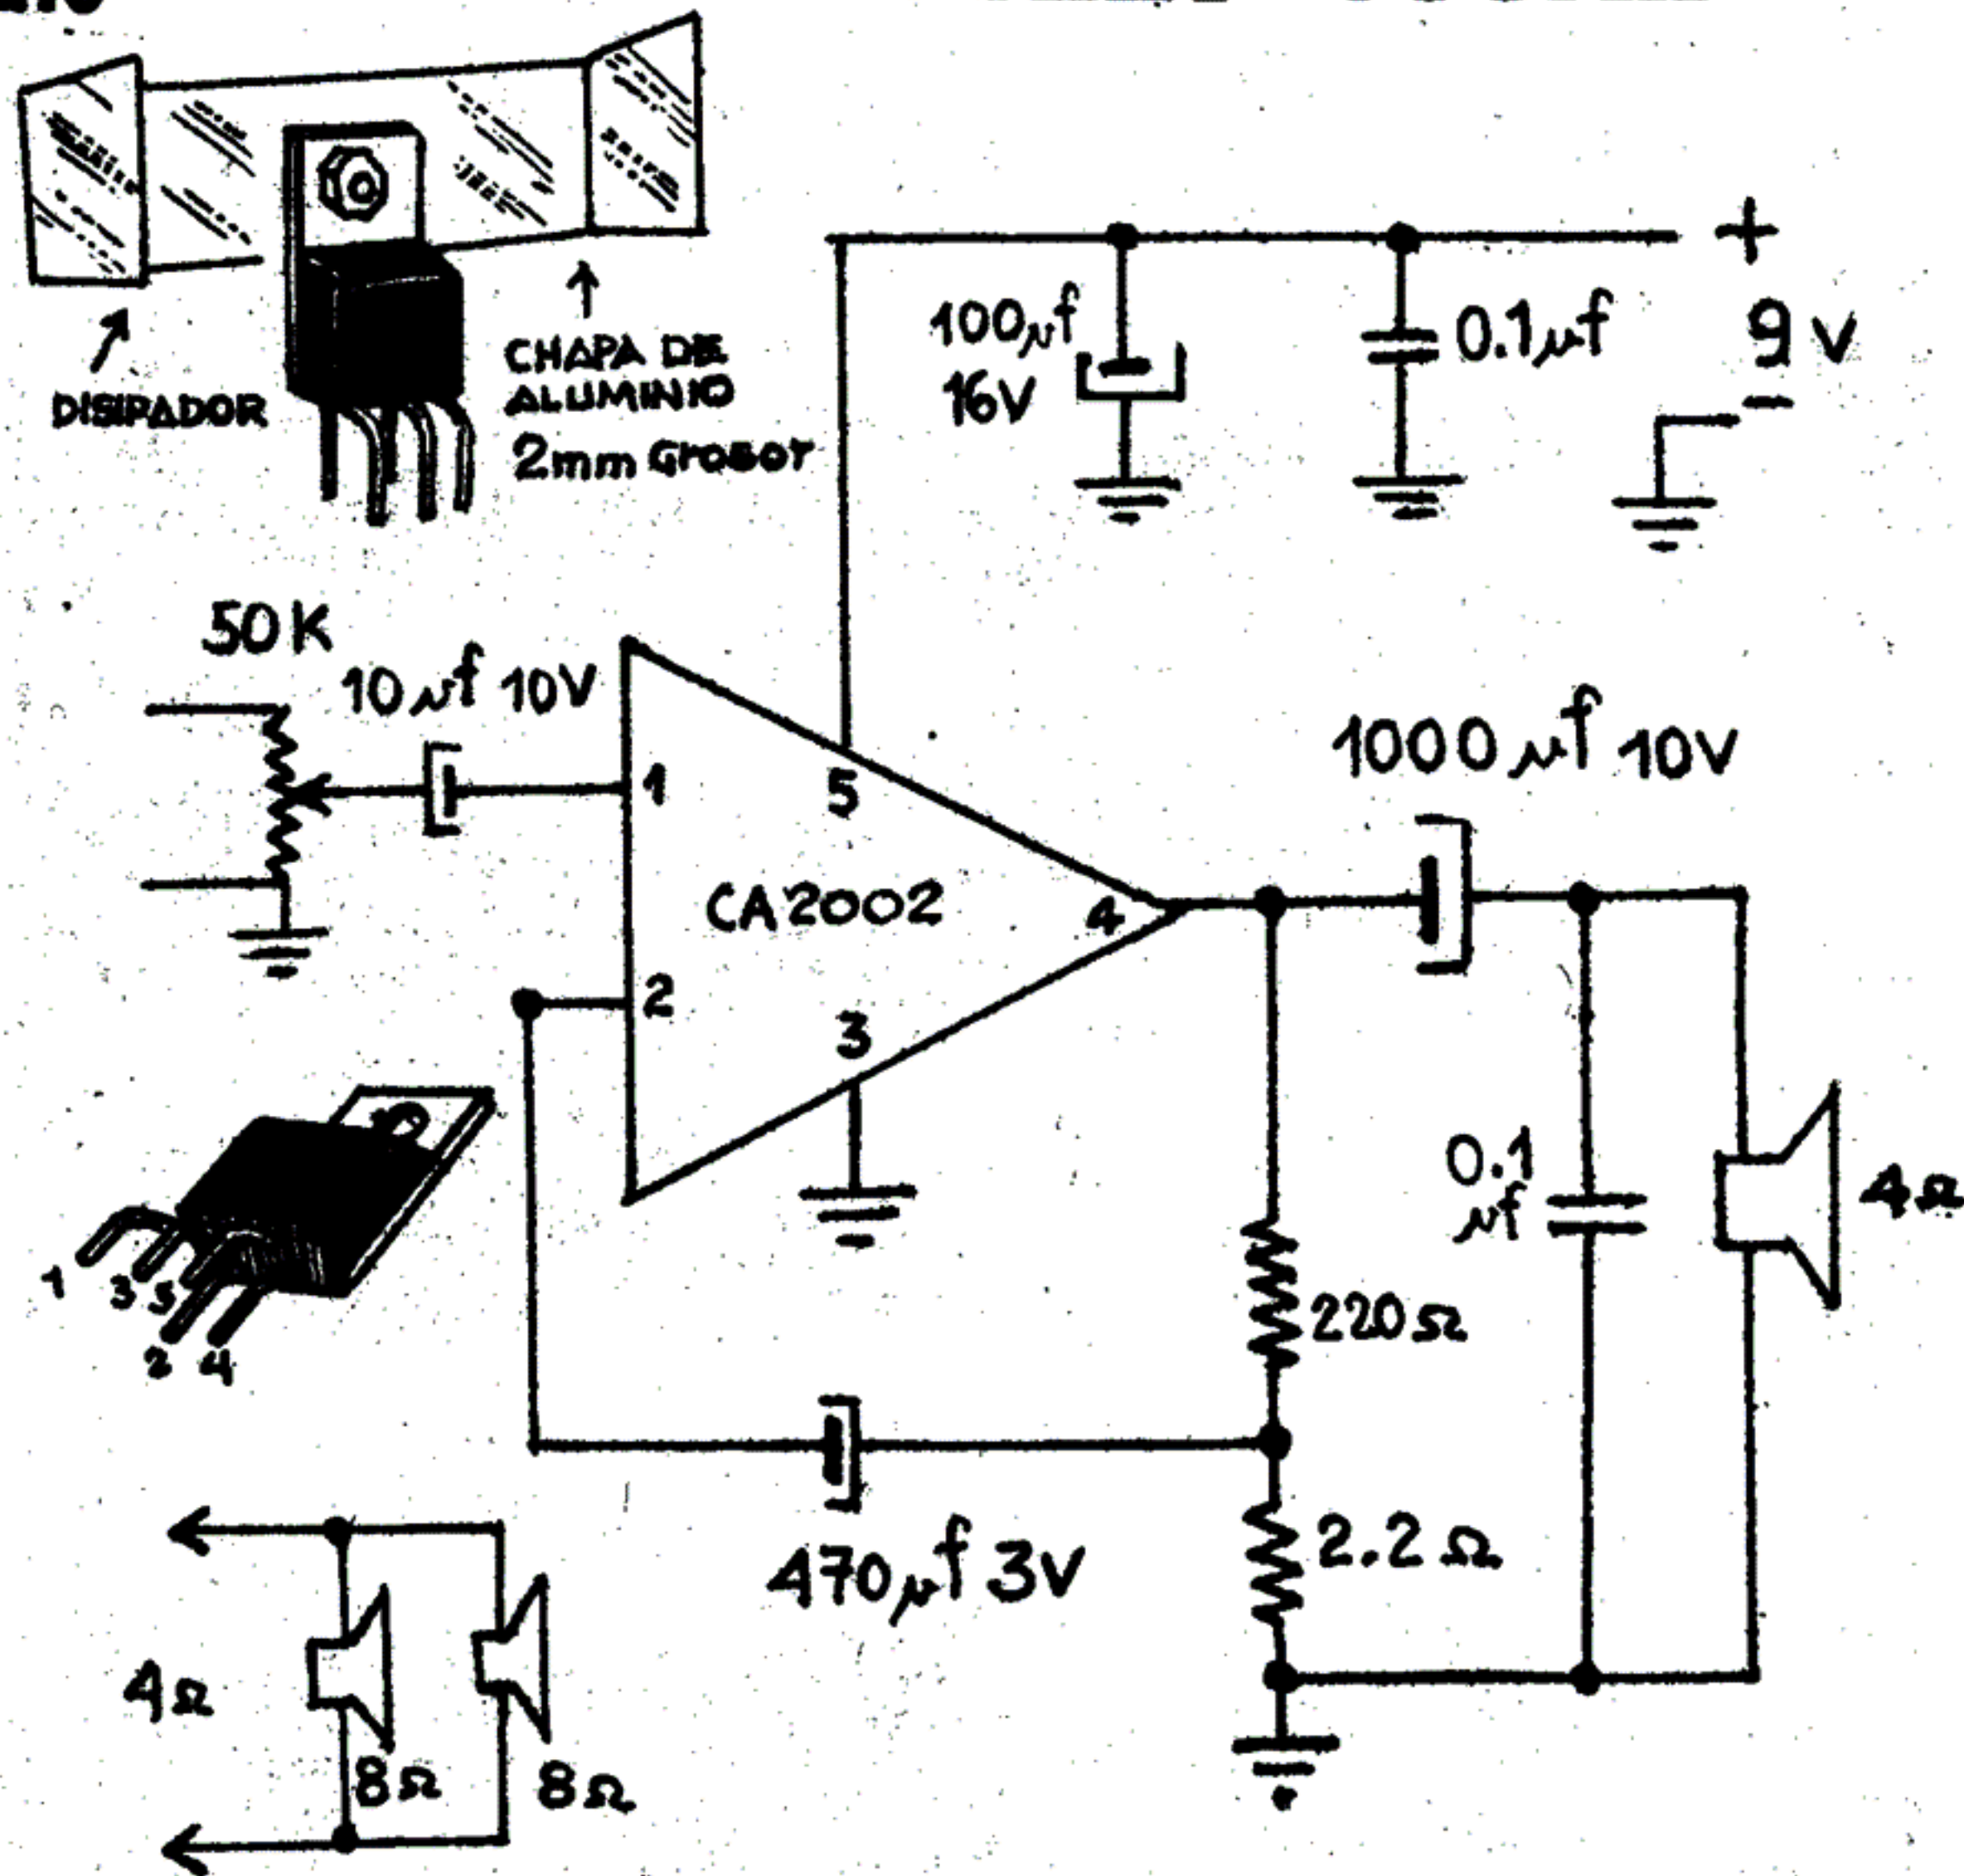 DISIPADOR
CHAPA DE
ALUMINIO
2mm Grosor
100µf
16V
0.1µf
+
9V
−
50K
10µf 10V
1
5
CA2002
4
2
3
1000µf 10V
0.1
µf
4Ω
220Ω
1 3 5
2 4
470µf 3V
2.2Ω
4Ω
8Ω 8Ω